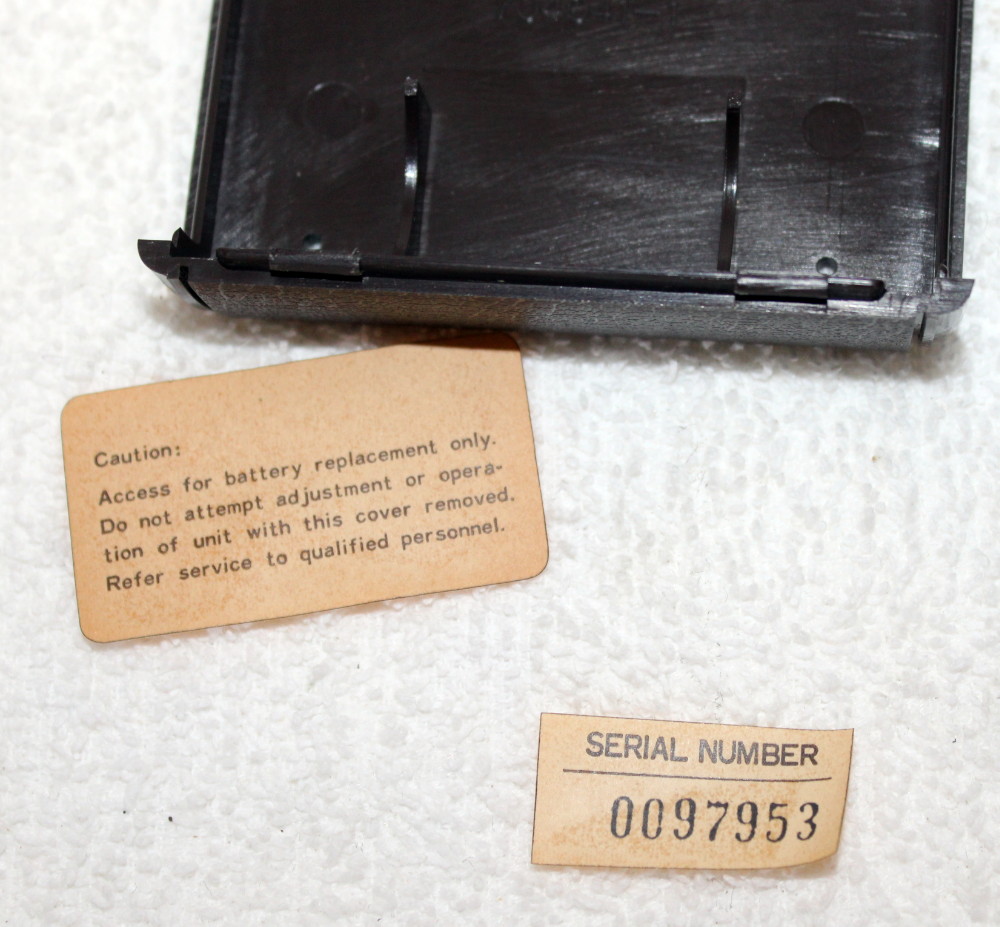 Caution:
Access for battery replacement only.
Do not attempt adjustment or opera-
tion of unit with this cover removed.
Refer service to qualified personnel.
SERIAL NUMBER
0097953